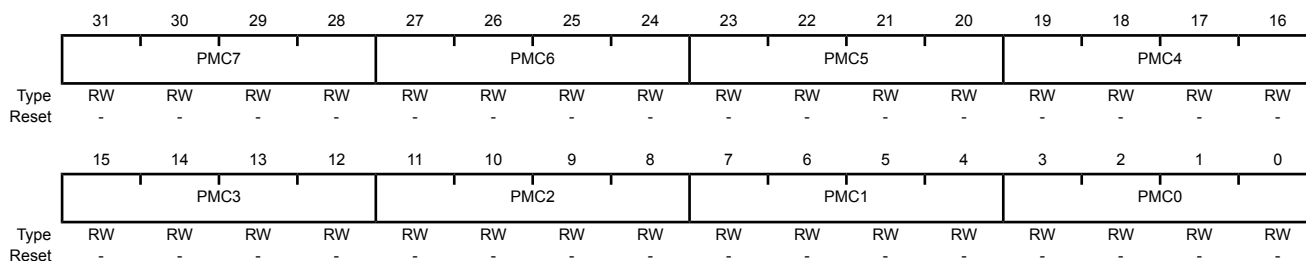 31 30 29 28 27 26 25 24 23 22 21 20 19 18 17 16
PMC7 PMC6 PMC5 PMC4
Type RW RW RW RW RW RW RW RW RW RW RW RW RW RW RW RW
Reset - - - - - - - - - - - - - - - -
15 14 13 12 11 10 9 8 7 6 5 4 3 2 1 0
PMC3 PMC2 PMC1 PMC0
Type RW RW RW RW RW RW RW RW RW RW RW RW RW RW RW RW
Reset - - - - - - - - - - - - - - - -